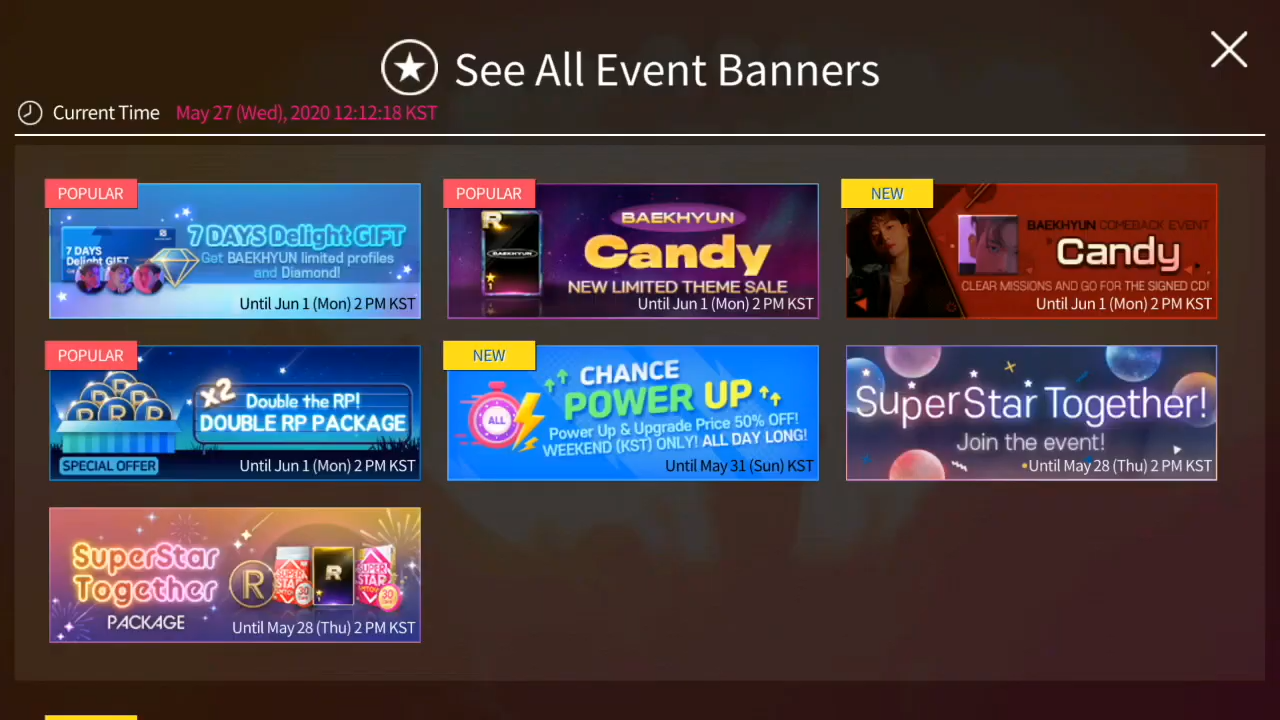 See All Event Banners
Current Time May 27 (Wed), 2020 12:12:18 KST
POPULAR
7 DAYS
Delight GIFT
7 DAYS Delight GIFT
Get BAEKHYUN limited profiles
and Diamond!
Until Jun 1 (Mon) 2 PM KST
POPULAR
R
BAEKHYUN
BAEKHYUN
Candy
NEW LIMITED THEME SALE
Until Jun 1 (Mon) 2 PM KST
NEW
BAEKHYUN COMEBACK EVENT
Candy
CLEAR MISSIONS AND GO FOR THE SIGNED CD!
Until Jun 1 (Mon) 2 PM KST
POPULAR
R
R R
R R R
x2
Double the RP!
DOUBLE RP PACKAGE
SPECIAL OFFER
Until Jun 1 (Mon) 2 PM KST
NEW
ALL
CHANCE
POWER UP
Power Up & Upgrade Price 50% OFF!
WEEKEND (KST) ONLY! ALL DAY LONG!
Until May 31 (Sun) KST
SuperStar Together!
Join the event!
Until May 28 (Thu) 2 PM KST
SuperStar
Together
PACKAGE
R
R
SUPER
STAR
30
Until May 28 (Thu) 2 PM KST